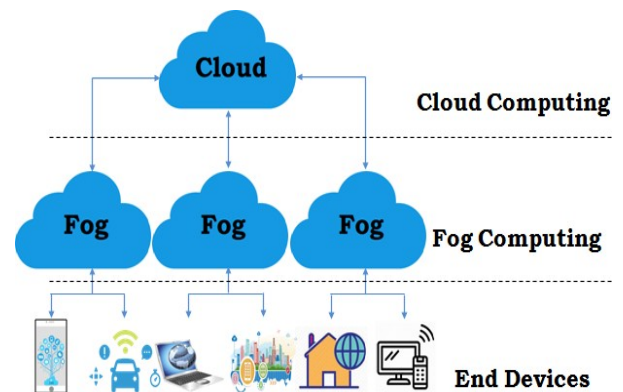 Cloud
Cloud Computing
Fog
Fog
Fog
Fog Computing
End Devices